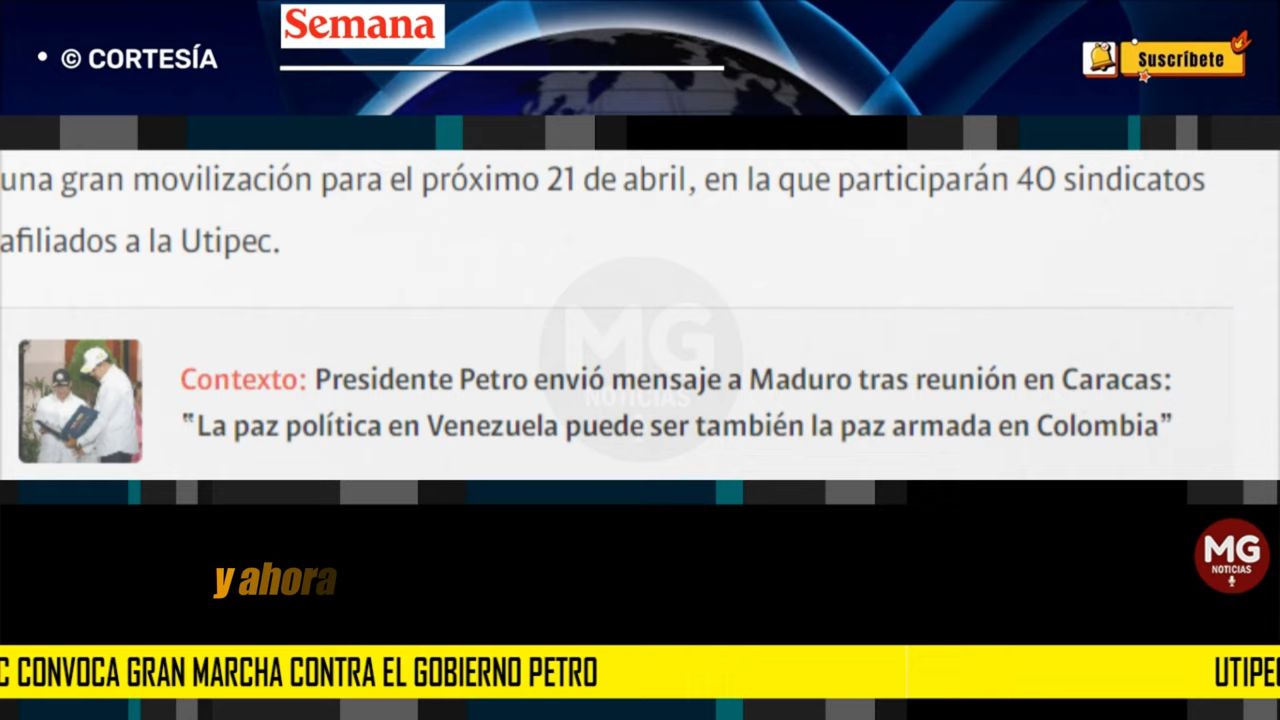 Semana
• © CORTESÍA
Suscríbete
una gran movilización para el próximo 21 de abril, en la que participarán 40 sindicatos
afiliados a la Utipec.
MG
NOTICIAS
Contexto: Presidente Petro envió mensaje a Maduro tras reunión en Caracas:
"La paz política en Venezuela puede ser también la paz armada en Colombia”
MG
NOTICIAS
y ahora
C CONVOCA GRAN MARCHA CONTRA EL GOBIERNO PETRO
UTIPEC